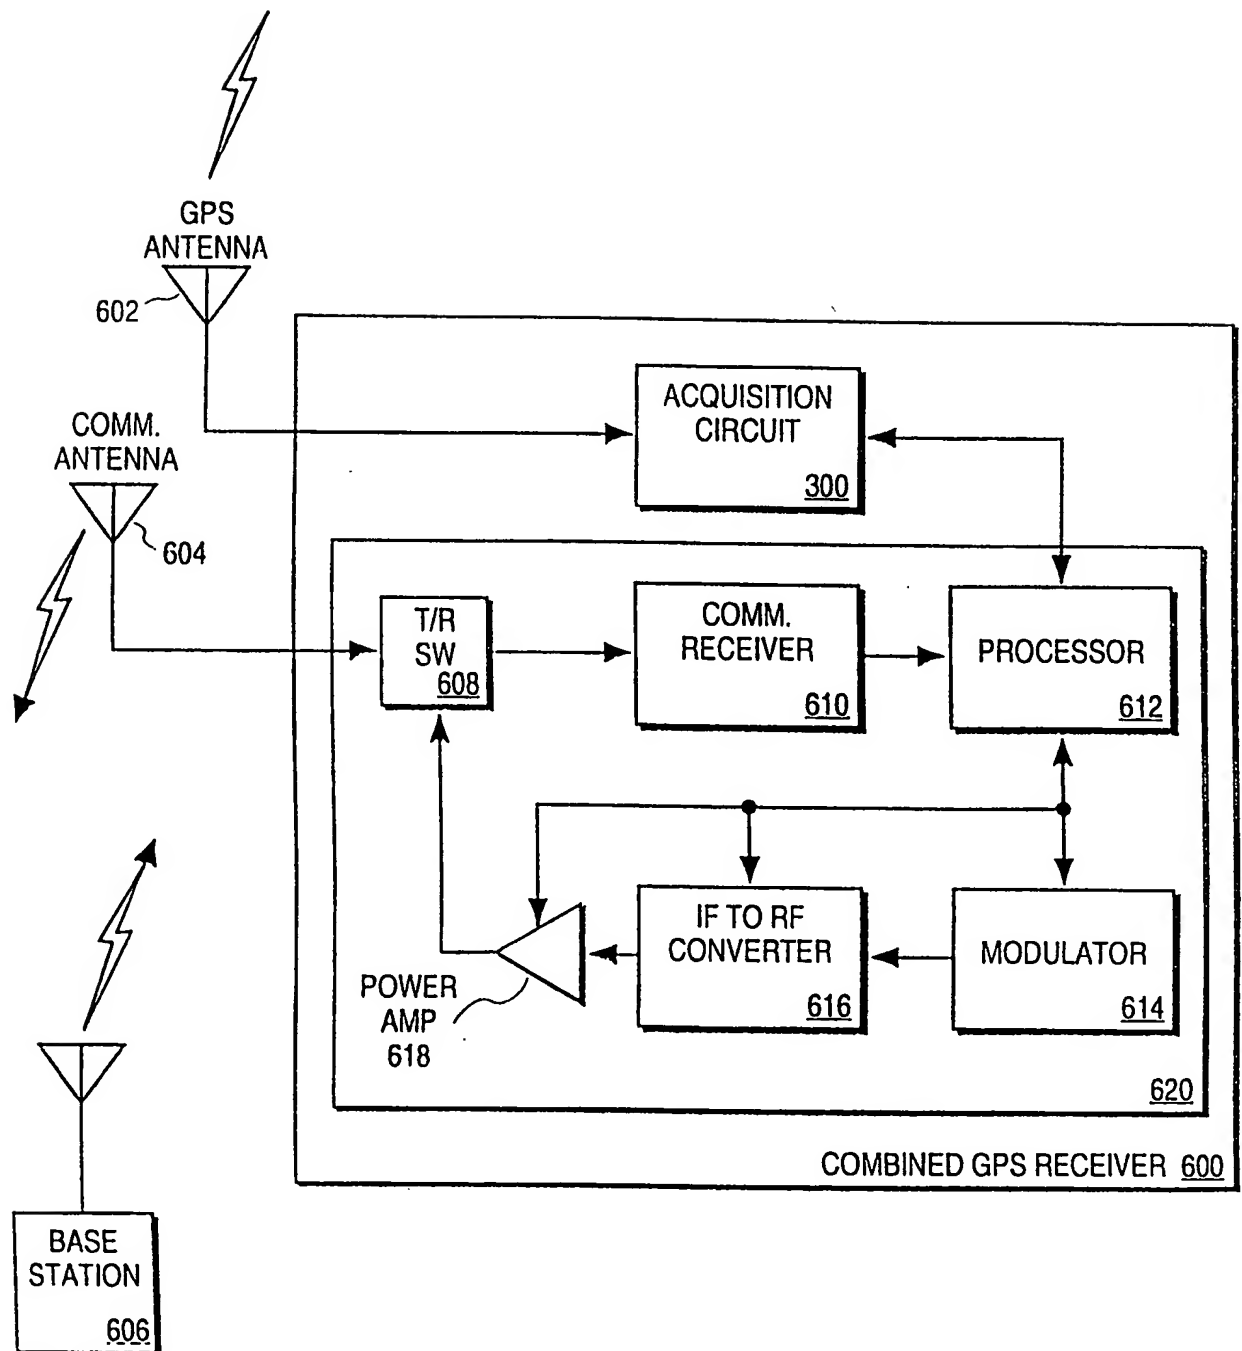 GPS
ANTENNA
602
COMM.
ANTENNA
604
ACQUISITION
CIRCUIT
300
T/R
SW
608
COMM.
RECEIVER
610
PROCESSOR
612
IF TO RF
CONVERTER
616
MODULATOR
614
POWER
AMP
618
620
COMBINED GPS RECEIVER 600
BASE
STATION
606